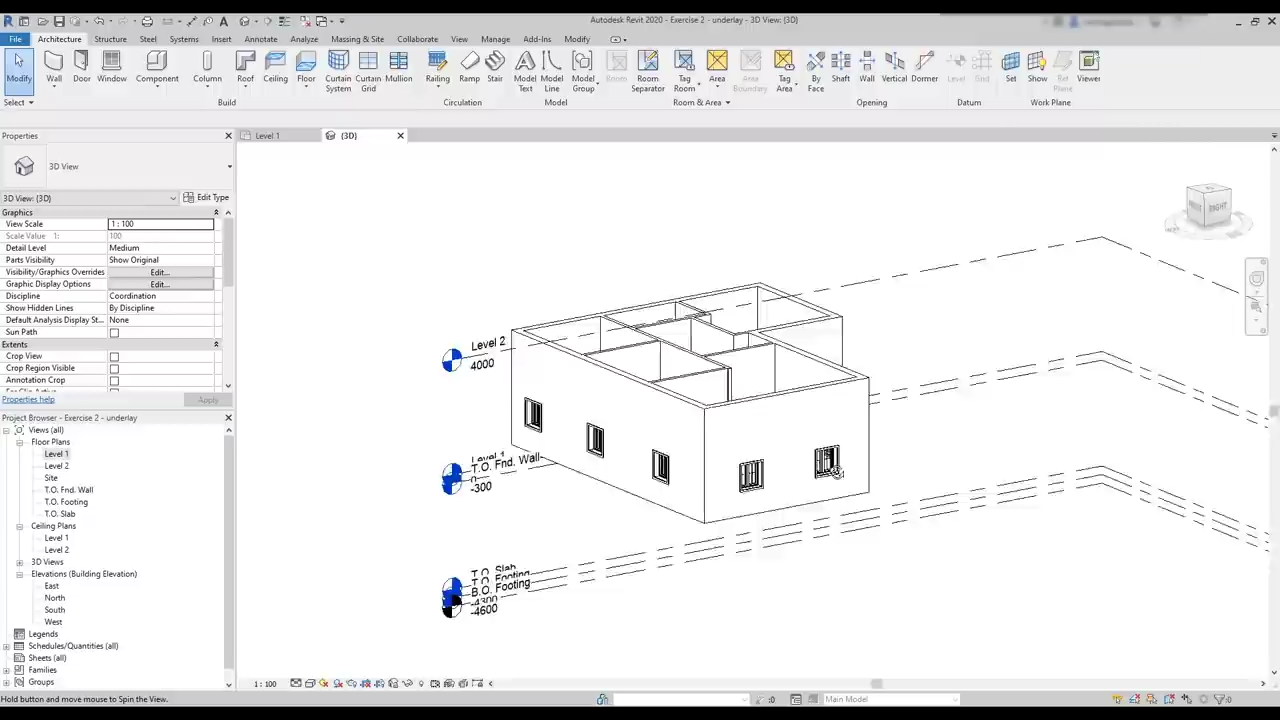 Autodesk Revit 2020 - Exercise 2 - underlay - 3D View: {3D}
File Architecture Structure Steel Systems Insert Annotate Analyze Massing & Site Collaborate View Manage Add-Ins Modify
Modify Wall Door Window Component Column Roof Ceiling Floor Curtain System Curtain Grid Mullion Railing Ramp Stair Model Text Model Line Model Group Room Room Separator Tag Room Area Area Boundary Tag Area By Face Shaft Wall Vertical Dormer Level Grid Set Show Ref Plane Viewer
Select Build Circulation Model Room & Area Opening Datum Work Plane
Properties
Level 1
{3D}
3D View
3D View: {3D}
Edit Type
Graphics
View Scale 1 : 100
Scale Value 1: 100
Detail Level Medium
Parts Visibility Show Original
Visibility/Graphics Overrides Edit...
Graphic Display Options Edit...
Discipline Coordination
Show Hidden Lines By Discipline
Default Analysis Display St... None
Sun Path
Extents
Crop View
Crop Region Visible
Annotation Crop
Properties help
Apply
Project Browser - Exercise 2 - underlay
Views (all)
Floor Plans
Level 1
Level 2
Site
T.O. Fnd. Wall
T.O. Footing
T.O. Slab
Ceiling Plans
Level 1
Level 2
3D Views
Elevations (Building Elevation)
East
North
South
West
Legends
Schedules/Quantities (all)
Sheets (all)
Families
Groups
Level 2
4000
Level 1
T.O. Fnd. Wall
0
-300
T.O. Slab
T.O. Footing
B.O. Footing
-4300
-4600
RIGHT
1 : 100
Hold button and move mouse to Spin the View.
:0
Main Model
:0